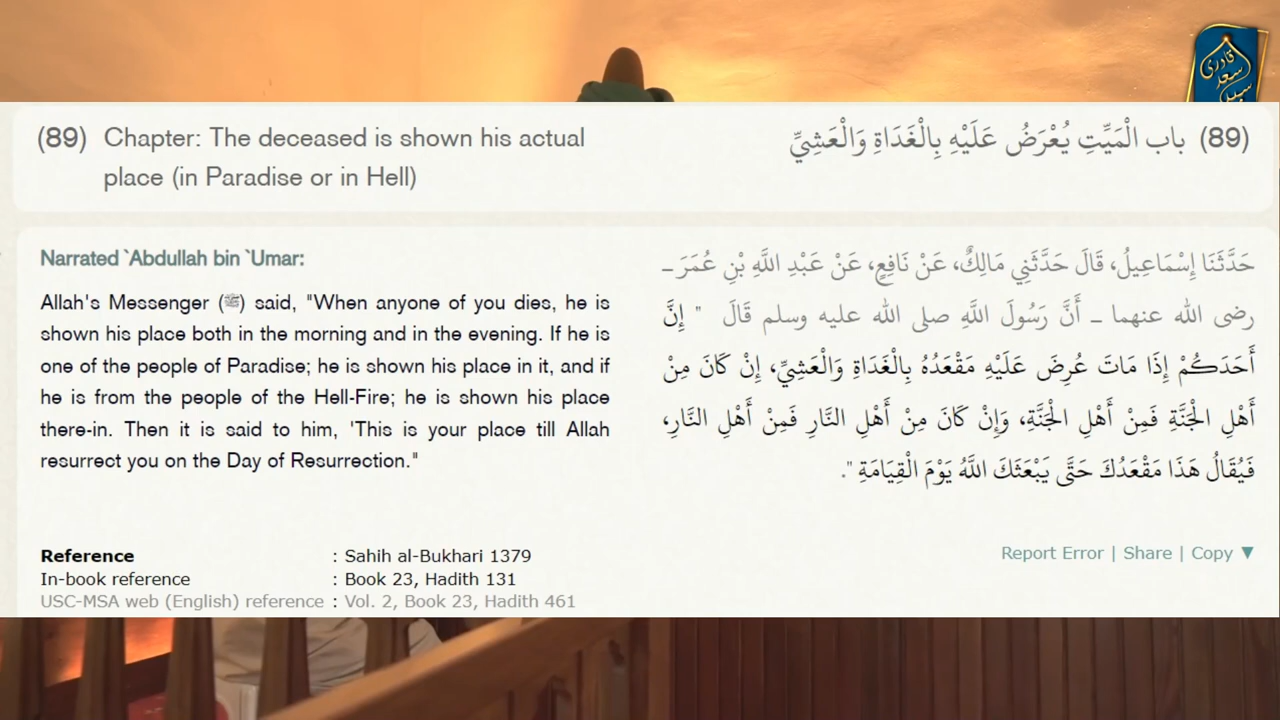 قادری
(89) Chapter: The deceased is shown his actual
place (in Paradise or in Hell)
(89) باب الْمَيِّتِ يُعْرَضُ عَلَيْهِ بِالْغَدَاةِ وَالْعَشِيِّ
Narrated `Abdullah bin `Umar:
Allah's Messenger (ﷺ) said, "When anyone of you dies, he is
shown his place both in the morning and in the evening. If he is
one of the people of Paradise; he is shown his place in it, and if
he is from the people of the Hell-Fire; he is shown his place
there-in. Then it is said to him, 'This is your place till Allah
resurrect you on the Day of Resurrection."
حَدَّثَنَا إِسْمَاعِيلُ، قَالَ حَدَّثَنِي مَالِكٌ، عَنْ نَافِعٍ، عَنْ عَبْدِ اللَّهِ بْنِ عُمَرَ ـ
رضى الله عنهما ـ أَنَّ رَسُولَ اللَّهِ صلى الله عليه وسلم قَالَ " إِنَّ
أَحَدَكُمْ إِذَا مَاتَ عُرِضَ عَلَيْهِ مَقْعَدُهُ بِالْغَدَاةِ وَالْعَشِيِّ، إِنْ كَانَ مِنْ
أَهْلِ الْجَنَّةِ فَمِنْ أَهْلِ الْجَنَّةِ، وَإِنْ كَانَ مِنْ أَهْلِ النَّارِ فَمِنْ أَهْلِ النَّارِ،
فَيُقَالُ هَذَا مَقْعَدُكَ حَتَّى يَبْعَثَكَ اللَّهُ يَوْمَ الْقِيَامَةِ ".
Reference : Sahih al-Bukhari 1379
In-book reference : Book 23, Hadith 131
USC-MSA web (English) reference : Vol. 2, Book 23, Hadith 461
Report Error | Share | Copy ▼